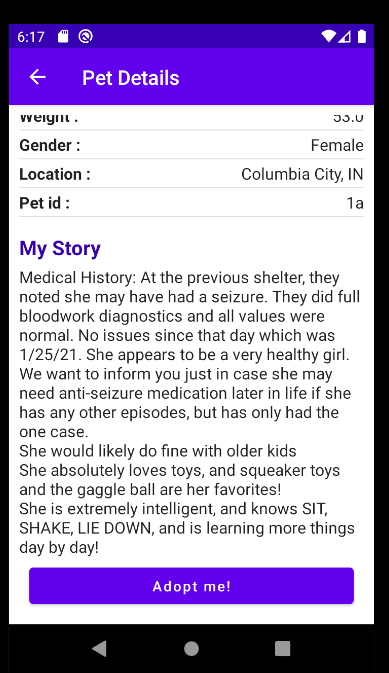 6:17
Pet Details
Weight : 53.0
Gender : Female
Location : Columbia City, IN
Pet id : 1a
My Story
Medical History: At the previous shelter, they
noted she may have had a seizure. They did full
bloodwork diagnostics and all values were
normal. No issues since that day which was
1/25/21. She appears to be a very healthy girl.
We want to inform you just in case she may
need anti-seizure medication later in life if she
has any other episodes, but has only had the
one case.
She would likely do fine with older kids
She absolutely loves toys, and squeaker toys
and the gaggle ball are her favorites!
She is extremely intelligent, and knows SIT,
SHAKE, LIE DOWN, and is learning more things
day by day!
Adopt me!